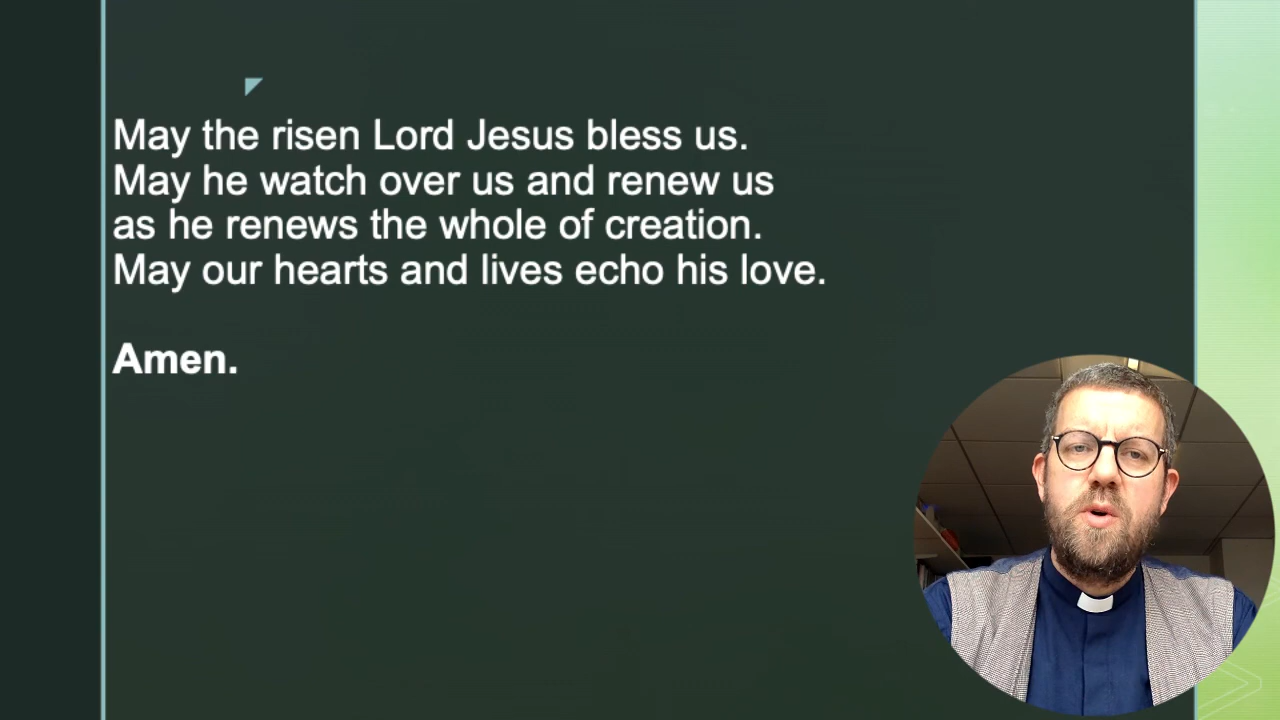 May the risen Lord Jesus bless us.
May he watch over us and renew us
as he renews the whole of creation.
May our hearts and lives echo his love.
Amen.